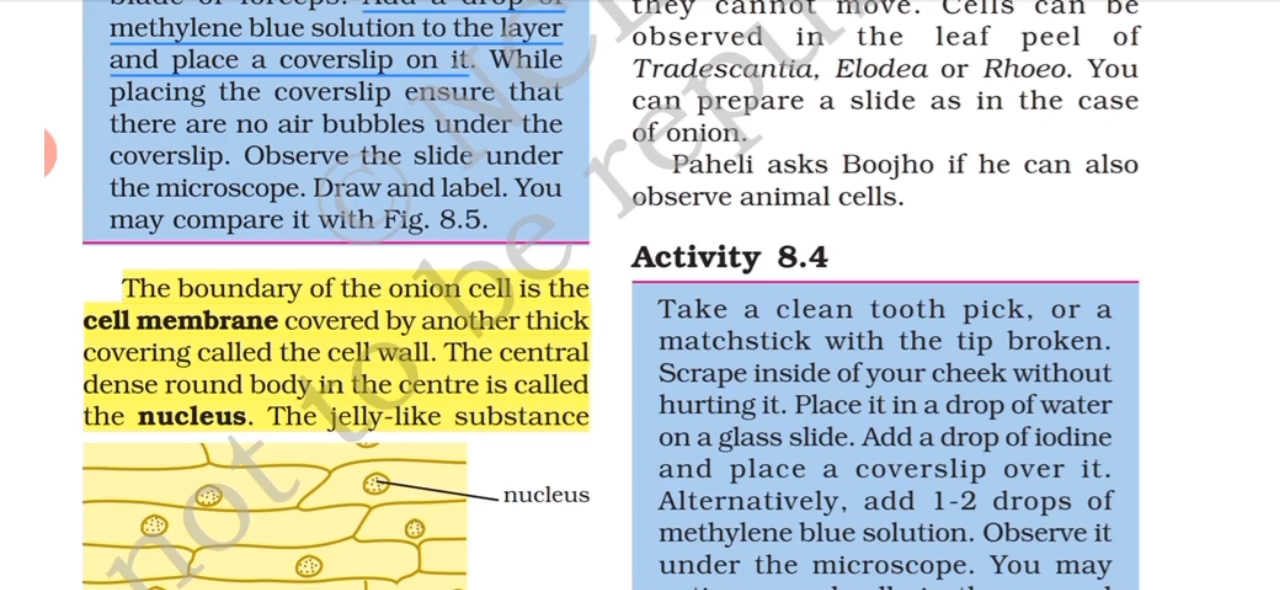 methylene blue solution to the layer
and place a coverslip on it. While
placing the coverslip ensure that
there are no air bubbles under the
coverslip. Observe the slide under
the microscope. Draw and label. You
may compare it with Fig. 8.5.
The boundary of the onion cell is the
cell membrane covered by another thick
covering called the cell wall. The central
dense round body in the centre is called
the nucleus. The jelly-like substance
nucleus
they cannot move. Cells can be
observed in the leaf peel of
Tradescantia, Elodea or Rhoeo. You
can prepare a slide as in the case
of onion.
Paheli asks Boojho if he can also
observe animal cells.
Activity 8.4
Take a clean tooth pick, or a
matchstick with the tip broken.
Scrape inside of your cheek without
hurting it. Place it in a drop of water
on a glass slide. Add a drop of iodine
and place a coverslip over it.
Alternatively, add 1-2 drops of
methylene blue solution. Observe it
under the microscope. You may
© NC
not to be repu